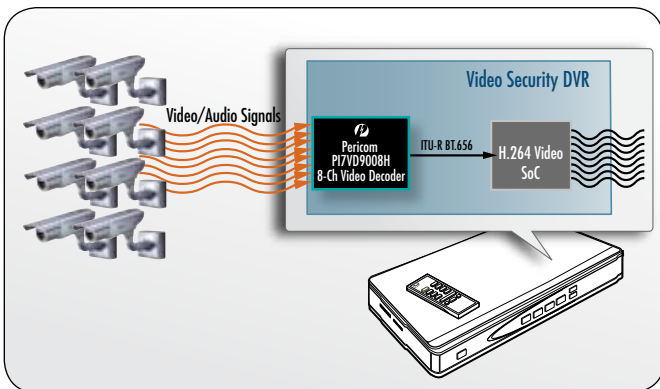 Video Security DVR
Video/Audio Signals
Pericom
PI7VD9008H
8-Ch Video Decoder
ITU-R BT.656
H.264 Video
SoC